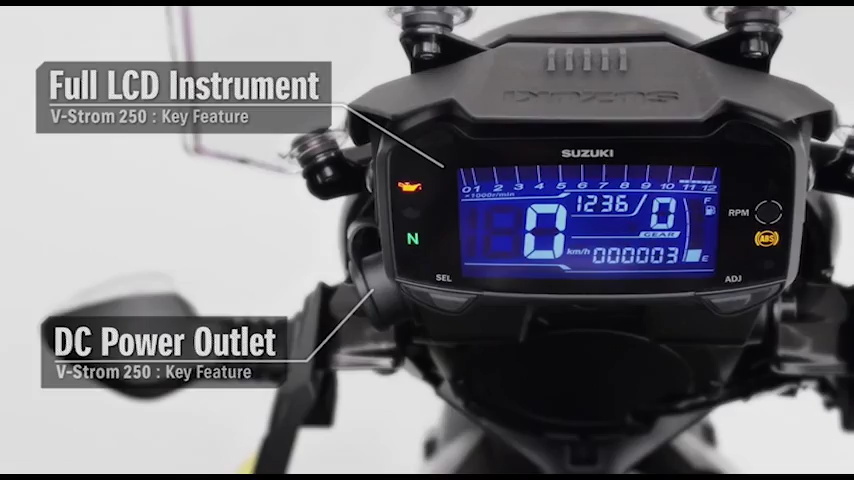 Full LCD Instrument
V-Strom 250 : Key Feature
SUZUKI
SUZUKI
0 1 2 3 4 5 6 7 8 9 10 11 12
×1000r/min
1236
0
0
GEAR
F
E
km/h
000003
RPM
N
ABS
SEL
ADJ
DC Power Outlet
V-Strom 250 : Key Feature